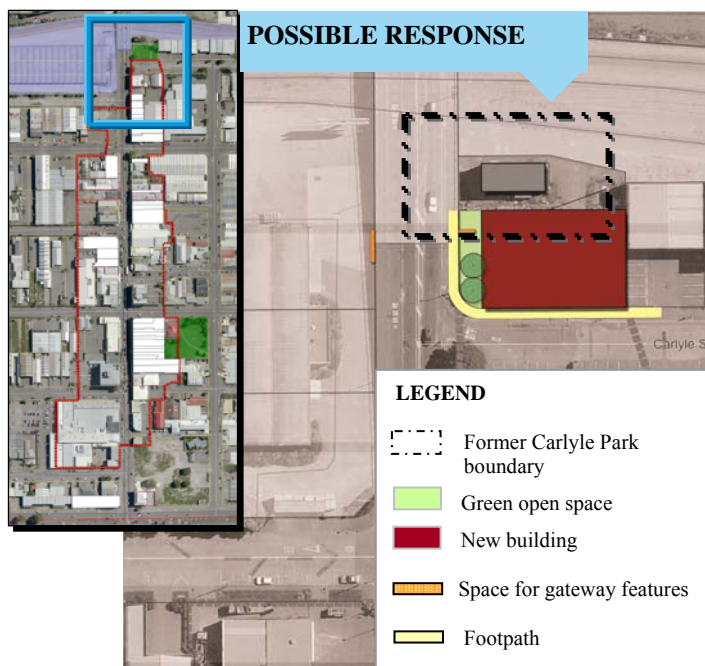 POSSIBLE RESPONSE
Carlyle S
LEGEND
Former Carlyle Park
boundary
Green open space
New building
Space for gateway features
Footpath